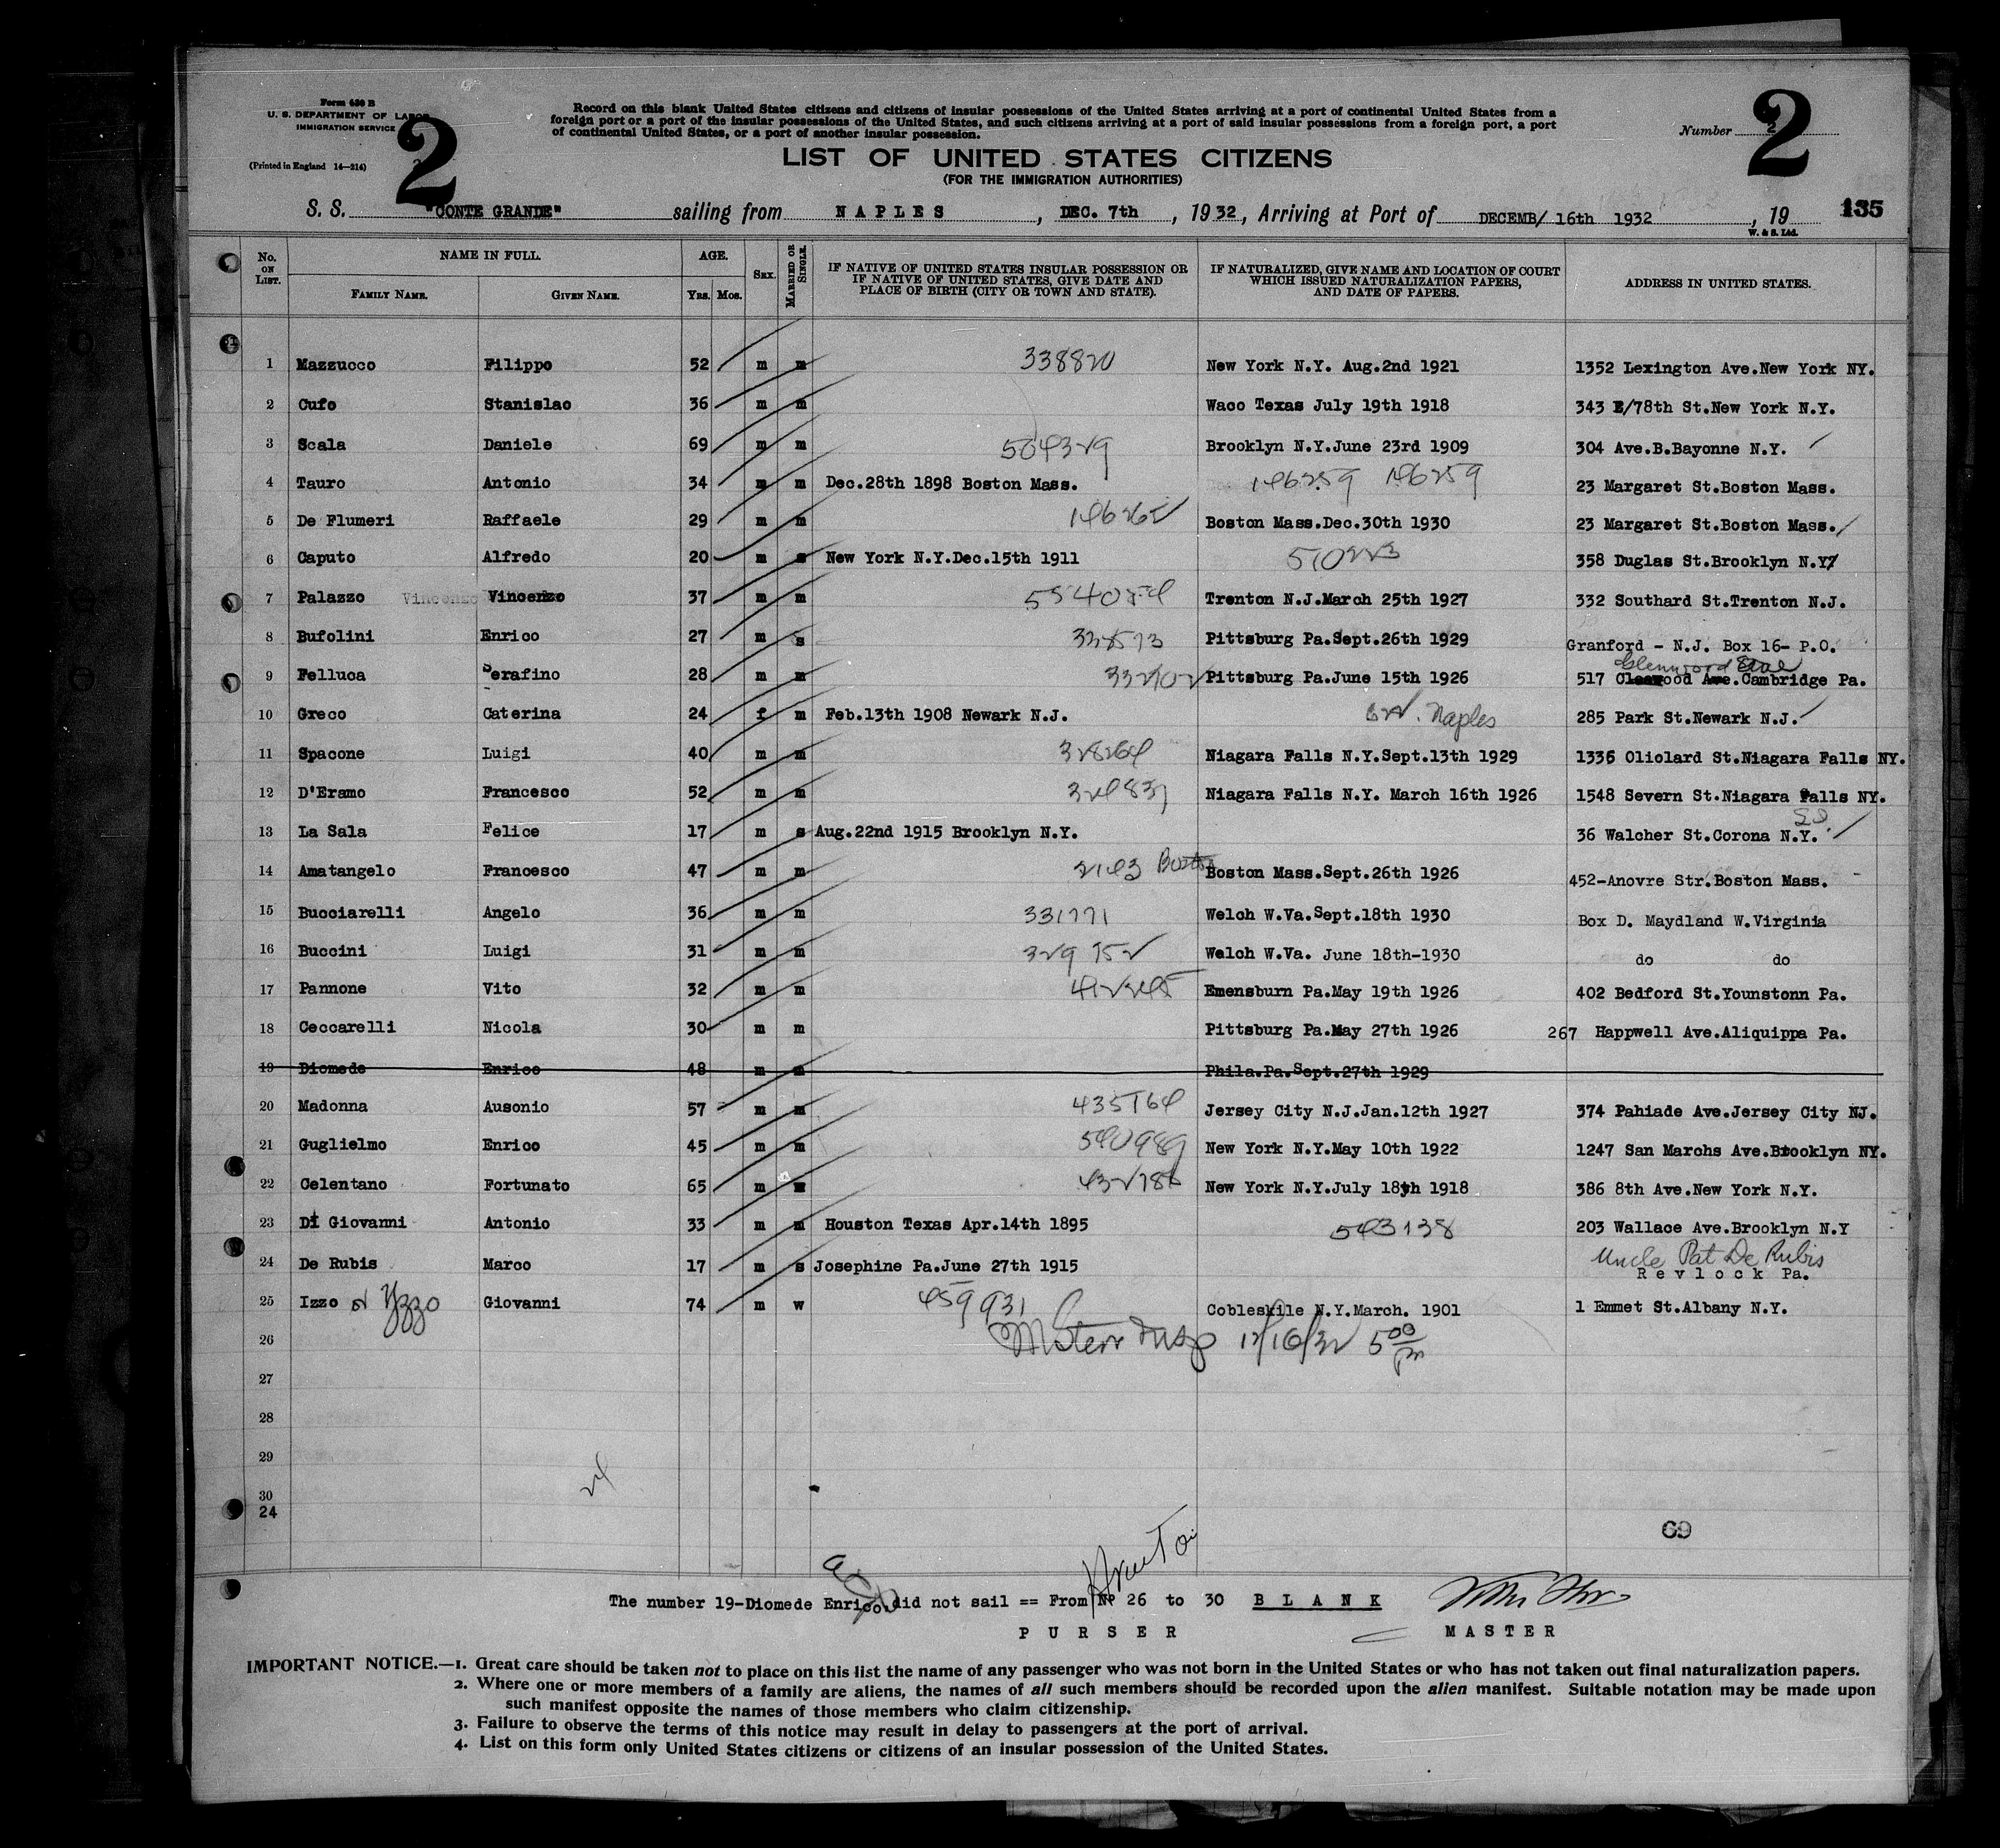 Form 630 B
U. S. DEPARTMENT OF LABOR
IMMIGRATION SERVICE
(Printed in England 14—214)
2
Record on this blank United States citizens and citizens of insular possessions of the United States arriving at a port of continental United States from a
foreign port or a port of the insular possessions of the United States, and such citizens arriving at a port of said insular possessions from a foreign port, a port
of continental United States, or a port of another insular possession.
Number 2
2
LIST OF UNITED STATES CITIZENS
(FOR THE IMMIGRATION AUTHORITIES)
S. S. "CONTE GRANDE" sailing from NAPLES, DEC. 7th, 1932, Arriving at Port of DECEMB/ 16th 1932, 19 135
W. & S. Ltd.
No. ON LIST. NAME IN FULL. AGE. SEX. MARRIED OR SINGLE. IF NATIVE OF UNITED STATES INSULAR POSSESSION OR IF NATIVE OF UNITED STATES, GIVE DATE AND PLACE OF BIRTH (CITY OR TOWN AND STATE). IF NATURALIZED, GIVE NAME AND LOCATION OF COURT WHICH ISSUED NATURALIZATION PAPERS, AND DATE OF PAPERS. ADDRESS IN UNITED STATES.
FAMILY NAME. GIVEN NAME. YRS. MOS.
1 Mazzucco Filippo 52 m m 338820 New York N.Y. Aug.2nd 1921 1352 Lexington Ave.New York NY.
2 Cufo Stanislao 36 m m Waco Texas July 19th 1918 343 E/78th St.New York N.Y.
3 Scala Daniele 69 m m 504329 Brooklyn N.Y.June 23rd 1909 304 Ave.B.Bayonne N.Y.
4 Tauro Antonio 34 m m Dec.28th 1898 Boston Mass. 146259 146259 23 Margaret St.Boston Mass.
5 De Flumeri Raffaele 29 m m Boston Mass.Dec.30th 1930 23 Margaret St.Boston Mass.
6 Caputo Alfredo 20 m s New York N.Y.Dec.15th 1911 510223 358 Duglas St.Brooklyn N.Y.
7 Palazzo Vincenzo Vincenzo 37 m m Trenton N.J.March 25th 1927 332 Southard St.Trenton N.J.
8 Bufolini Enrico 27 m s Pittsburg Pa.Sept.26th 1929 Granford - N.J. Box 16- P.O.
Glenwood Ave
9 Felluca Serafino 28 m m Pittsburg Pa.June 15th 1926 517 Cleawood Ave.Cambridge Pa.
10 Greco Caterina 24 f m Feb.13th 1908 Newark N.J. Naples 285 Park St.Newark N.J.
11 Spacone Luigi 40 m m 328264 Niagara Falls N.Y.Sept.13th 1929 1336 Oliolard St.Niagara Falls NY.
12 D'Eramo Francesco 52 m m 324831 Niagara Falls N.Y. March 16th 1926 1548 Severn St.Niagara Falls NY.
13 La Sala Felice 17 m s Aug.22nd 1915 Brooklyn N.Y. 36 Walcher St.Corona N.Y.
14 Amatangelo Francesco 47 m m 2143 Boston Boston Mass.Sept.26th 1926 452-Anovre Str.Boston Mass.
15 Bucciarelli Angelo 36 m m 331771 Welch W.Va.Sept.18th 1930 Box D. Maydland W.Virginia
16 Buccini Luigi 31 m m 329752 Welch W.Va. June 18th-1930 do do
17 Pannone Vito 32 m m 412245 Emensburn Pa.May 19th 1926 402 Bedford St.Younstonn Pa.
18 Ceccarelli Nicola 30 m m Pittsburg Pa.May 27th 1926 267 Happwell Ave.Aliquippa Pa.
19 Diomede Enrico 48 m m Phila.Pa.Sept.27th 1929
20 Madonna Ausonio 57 m m 435164 Jersey City N.J.Jan.12th 1927 374 Pahiade Ave.Jersey City NJ.
21 Guglielmo Enrico 45 m m 540989 New York N.Y.May 10th 1922 1247 San Marchs Ave.Brooklyn NY.
22 Celentano Fortunato 65 m 432786 New York N.Y.July 18th 1918 386 8th Ave.New York N.Y.
23 Di Giovanni Antonio 33 m m Houston Texas Apr.14th 1895 543138 203 Wallace Ave.Brooklyn N.Y
Uncle Pat De Rubis
24 De Rubis Marco 17 m s Josephine Pa.June 27th 1915 Revlock Pa.
25 Izzo or Yzzo Giovanni 74 m w 459931 Cobleskile N.Y.March. 1901 1 Emmet St.Albany N.Y.
26 Insp 12/16/32 5 00 pm
27
28
29
30
24
24
69
The number 19-Diomede Enrico.did not sail == From Nº 26 to 30 BLANK
PURSER MASTER
IMPORTANT NOTICE.—1. Great care should be taken not to place on this list the name of any passenger who was not born in the United States or who has not taken out final naturalization papers.
2. Where one or more members of a family are aliens, the names of all such members should be recorded upon the alien manifest. Suitable notation may be made upon
such manifest opposite the names of those members who claim citizenship.
3. Failure to observe the terms of this notice may result in delay to passengers at the port of arrival.
4. List on this form only United States citizens or citizens of an insular possession of the United States.